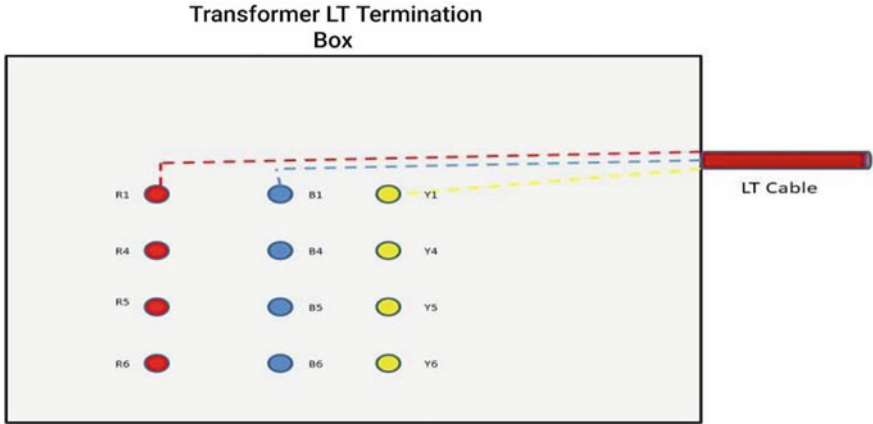 Transformer LT Termination
Box
LT Cable
R1 B1 Y1
R4 B4 Y4
R5 B5 Y5
R6 B6 Y6